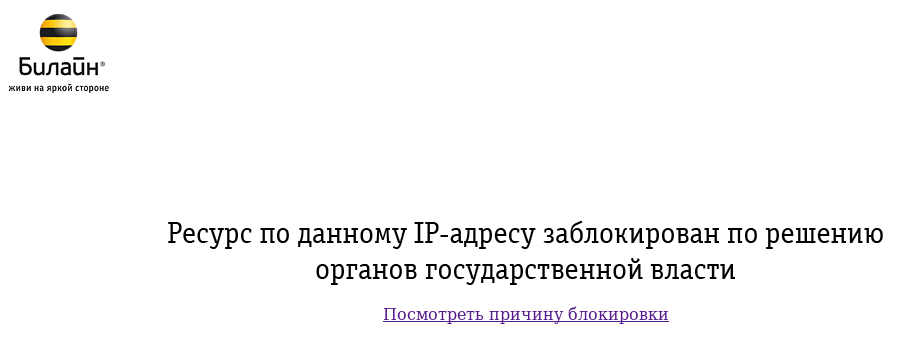 Билайн®
живи на яркой стороне
Ресурс по данному IP-адресу заблокирован по решению
органов государственной власти
Посмотреть причину блокировки